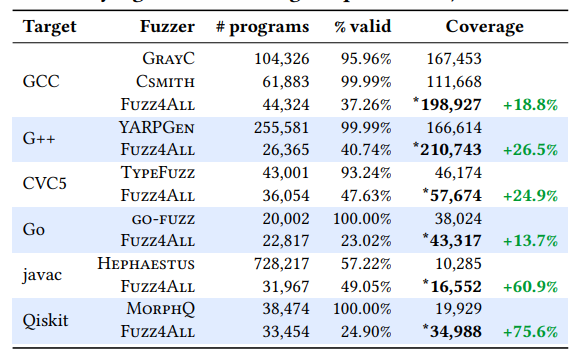 Target Fuzzer # programs % valid Coverage
GCC
GrayC 104,326 95.96% 167,453
Csmith 61,883 99.99% 111,668
Fuzz4All 44,324 37.26% *198,927 +18.8%
G++
YARPGen 255,581 99.99% 166,614
Fuzz4All 26,365 40.74% *210,743 +26.5%
CVC5
TypeFuzz 43,001 93.24% 46,174
Fuzz4All 36,054 47.63% *57,674 +24.9%
Go
go-fuzz 20,002 100.00% 38,024
Fuzz4All 22,817 23.02% *43,317 +13.7%
javac
Hephaestus 728,217 57.22% 10,285
Fuzz4All 31,967 49.05% *16,552 +60.9%
Qiskit
MorphQ 38,474 100.00% 19,929
Fuzz4All 33,454 24.90% *34,988 +75.6%